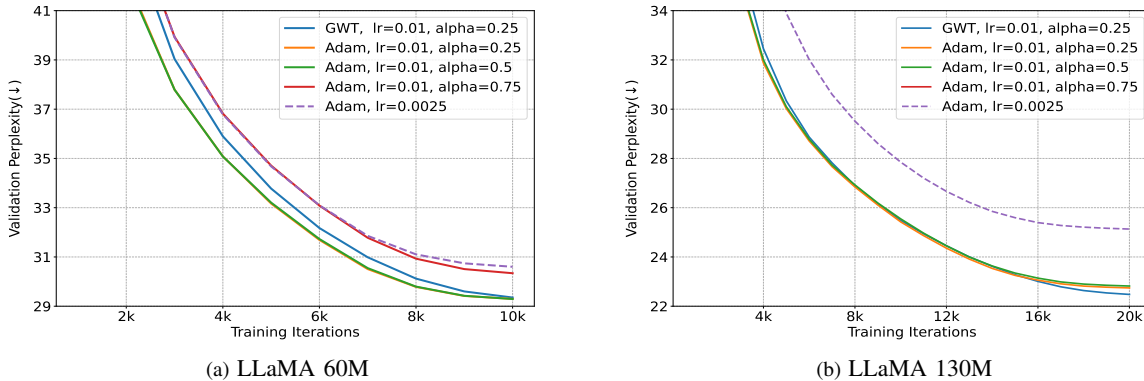 41
39
37
35
33
31
29
Validation Perplexity(↓)
2k 4k 6k 8k 10k
Training Iterations
GWT,  lr=0.01, alpha=0.25
Adam, lr=0.01, alpha=0.25
Adam, lr=0.01, alpha=0.5
Adam, lr=0.01, alpha=0.75
Adam, lr=0.0025
(a) LLaMA 60M
34
32
30
28
26
24
22
Validation Perplexity(↓)
4k 8k 12k 16k 20k
Training Iterations
GWT,  lr=0.01, alpha=0.25
Adam, lr=0.01, alpha=0.25
Adam, lr=0.01, alpha=0.5
Adam, lr=0.01, alpha=0.75
Adam, lr=0.0025
(b) LLaMA 130M